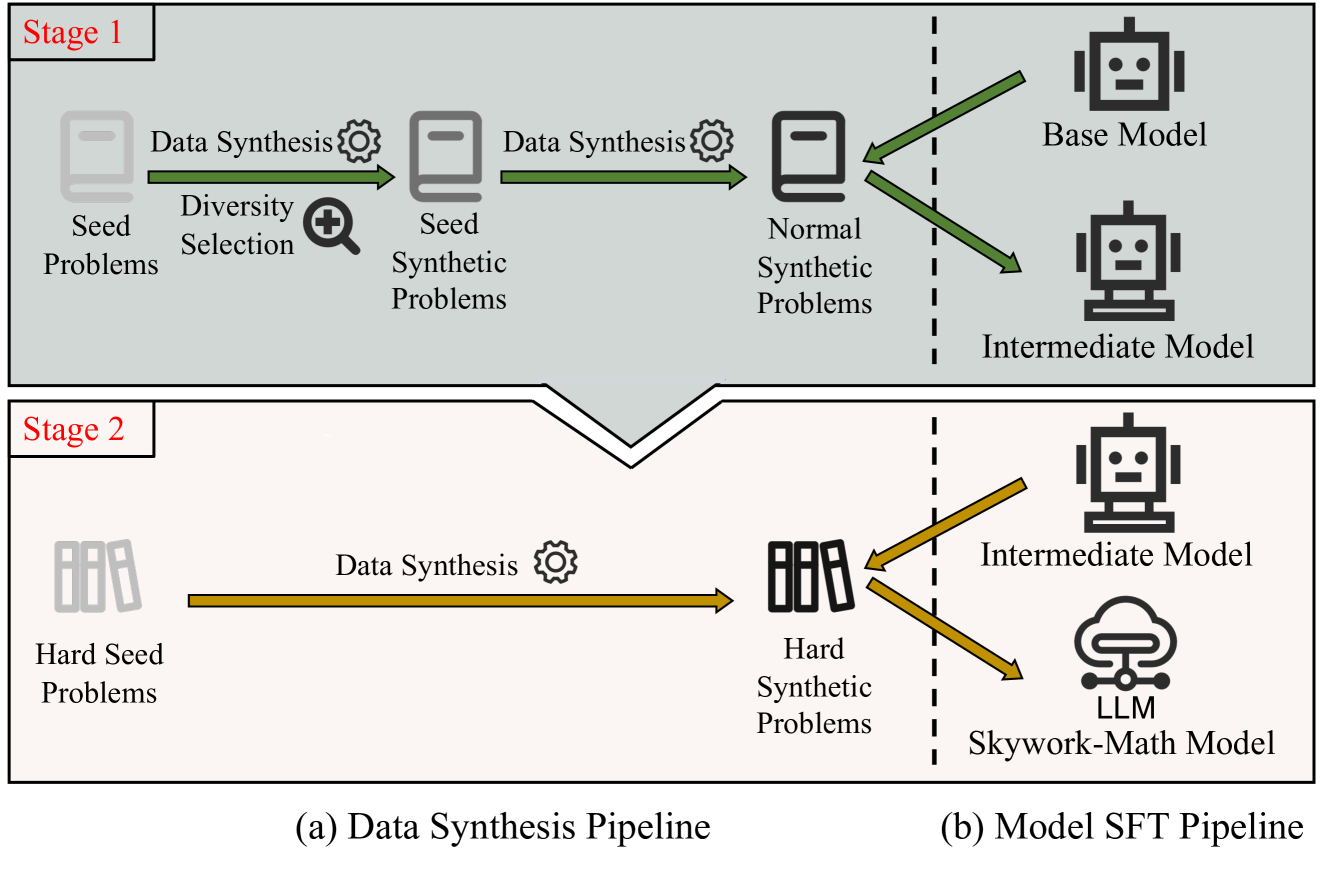 Stage 1
Data Synthesis
Diversity
Selection
Seed
Problems
Data Synthesis
Seed
Synthetic
Problems
Normal
Synthetic
Problems
Base Model
Intermediate Model
Stage 2
Data Synthesis
Hard Seed
Problems
Hard
Synthetic
Problems
Intermediate Model
LLM
Skywork-Math Model
(a) Data Synthesis Pipeline
(b) Model SFT Pipeline